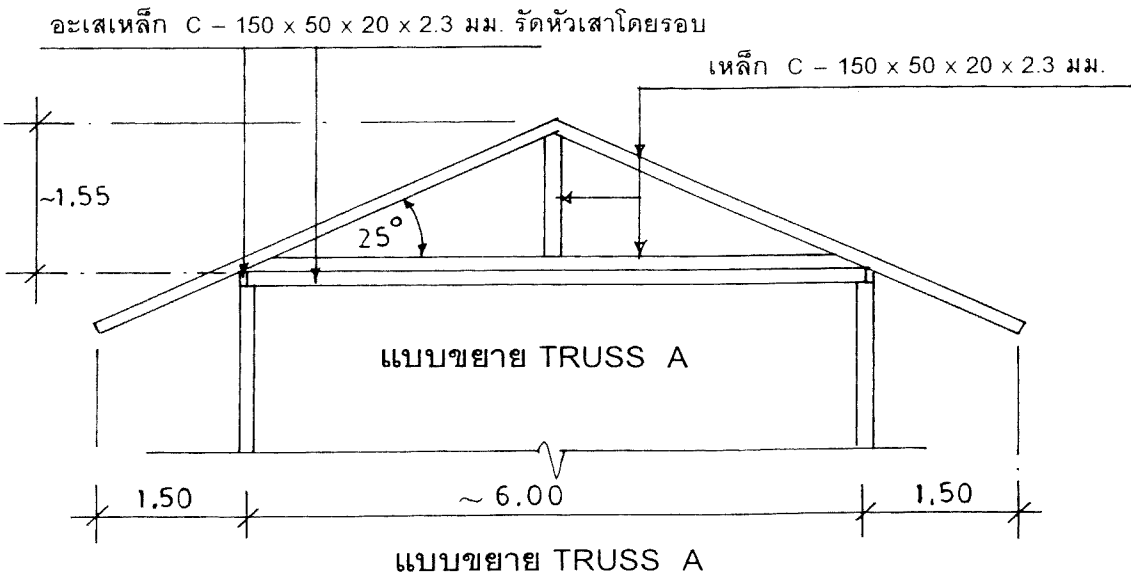 อะเสเหล็ก C – 150 x 50 x 20 x 2.3 มม. รัดหัวเสาโดยรอบ
เหล็ก C – 150 x 50 x 20 x 2.3 มม.
~1.55
25°
แบบขยาย TRUSS A
1.50
~ 6.00
1.50
แบบขยาย TRUSS A